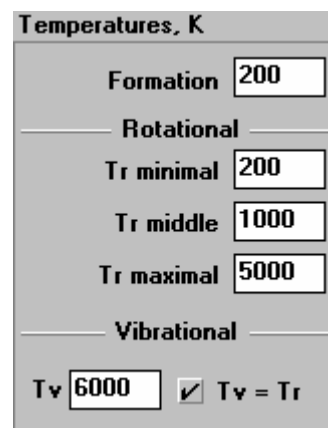 Temperatures, K
Formation 200
Rotational
Tr minimal 200
Tr middle 1000
Tr maximal 5000
Vibrational
Tv 6000 Tv = Tr